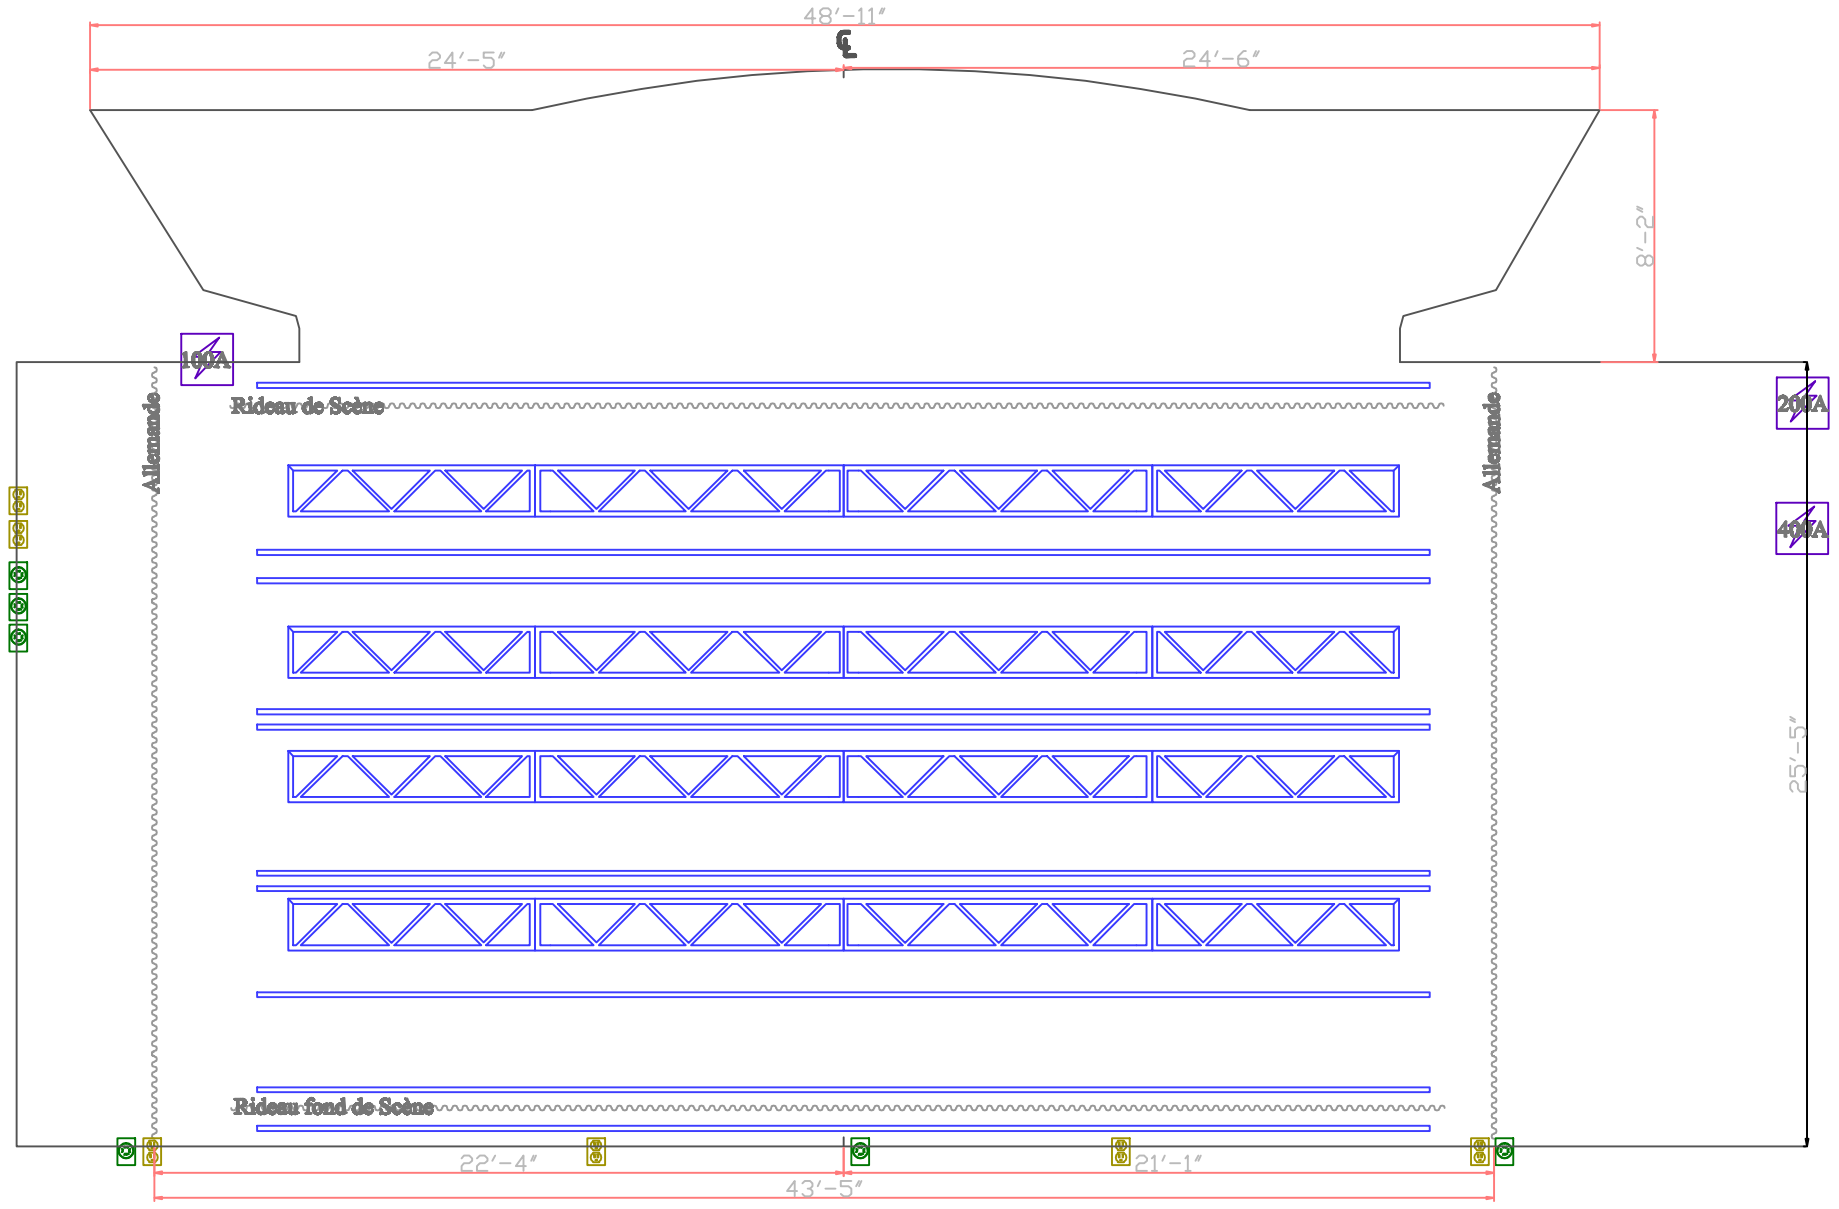 48'-11"
℄
24'-5"
24'-6"
8'-2"
100A
Rideau de Scène
Allemande
Allemande
200A
400A
25'-5"
Rideau fond de Scène
22'-4"
21'-1"
43'-5"